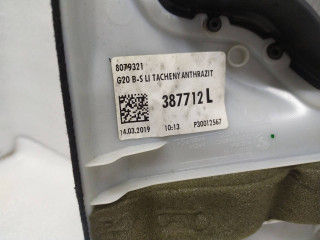 8079321
G20 B-S LI TACHENY ANTHRAZIT
387712 L
14.03.2019 10:13 P30012567